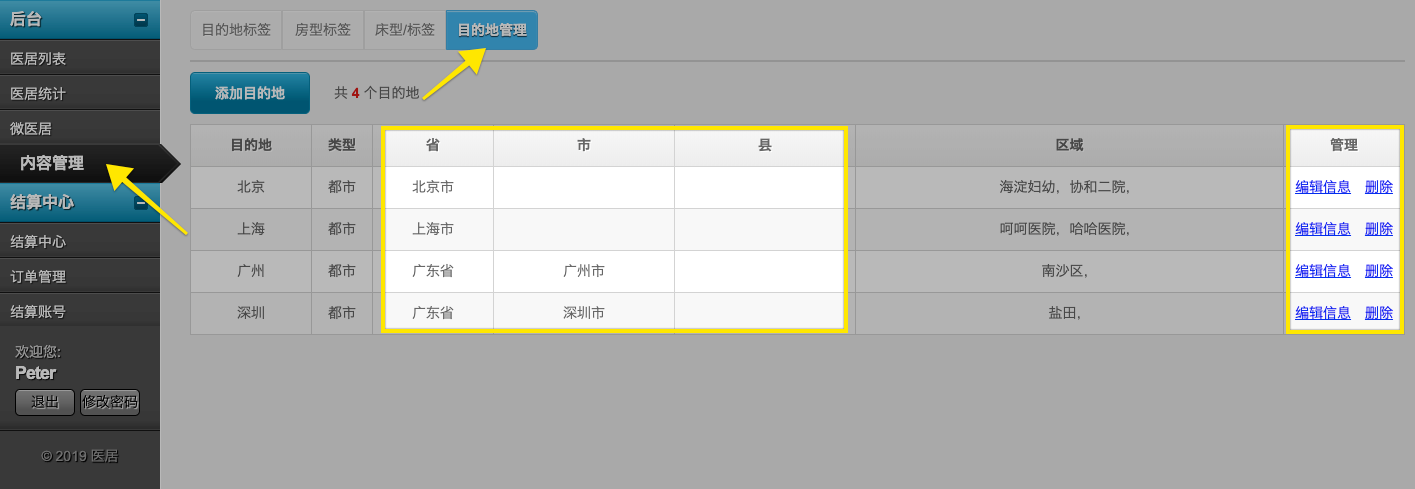 后台
医居列表
医居统计
微医居
内容管理
结算中心
结算中心
订单管理
结算账号
欢迎您:
Peter
退出 修改密码
© 2019 医居
目的地标签 房型标签 床型/标签 目的地管理
添加目的地 共 4 个目的地
目的地 类型 省 市 县 区域 管理
北京 都市 北京市 海淀妇幼，协和二院， 编辑信息 删除
上海 都市 上海市 呵呵医院，哈哈医院， 编辑信息 删除
广州 都市 广东省 广州市 南沙区， 编辑信息 删除
深圳 都市 广东省 深圳市 盐田， 编辑信息 删除